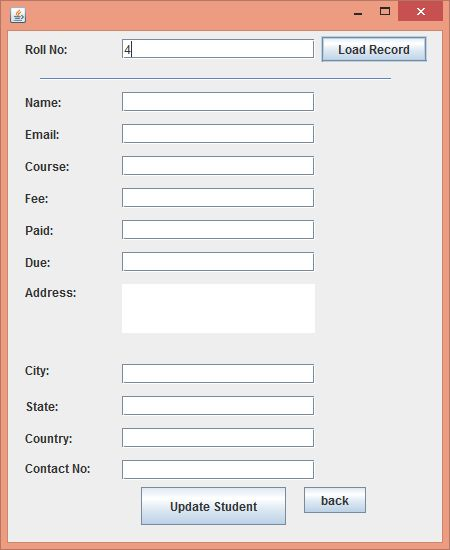 Roll No: 4 Load Record
Name:
Email:
Course:
Fee:
Paid:
Due:
Address:
City:
State:
Country:
Contact No:
Update Student back